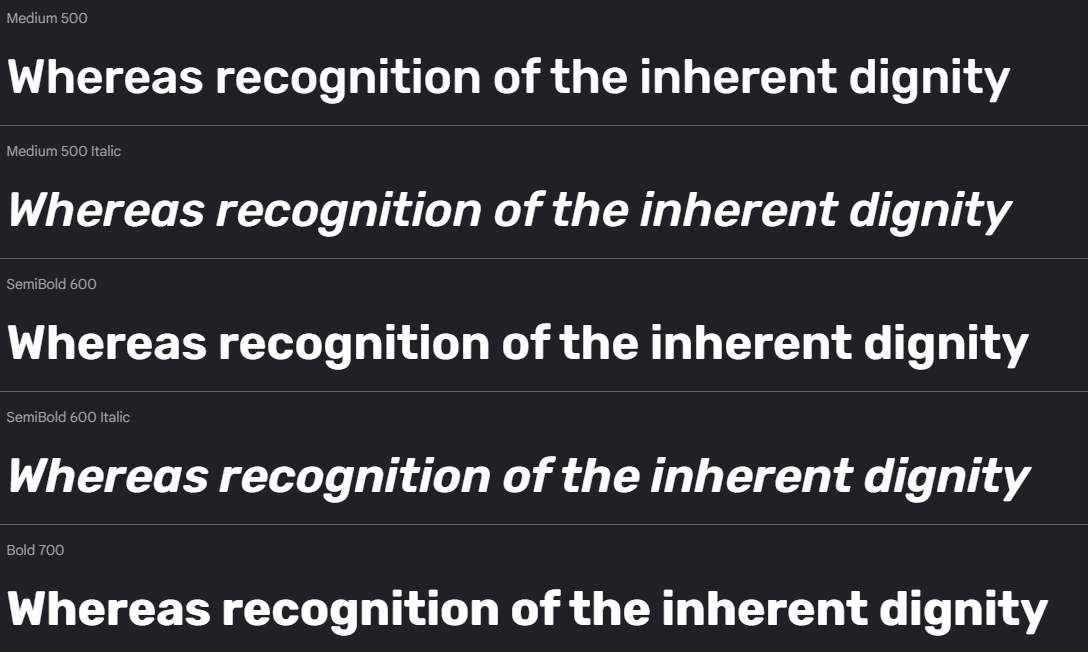 Medium 500
Whereas recognition of the inherent dignity
Medium 500 Italic
Whereas recognition of the inherent dignity
SemiBold 600
Whereas recognition of the inherent dignity
SemiBold 600 Italic
Whereas recognition of the inherent dignity
Bold 700
Whereas recognition of the inherent dignity